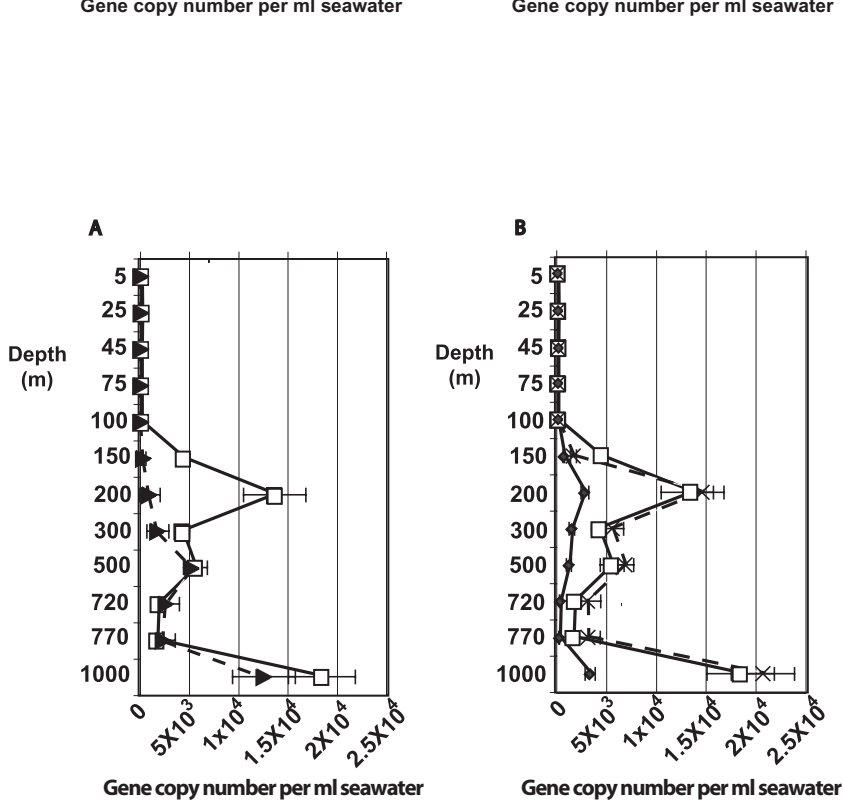 Gene copy number per ml seawater
Gene copy number per ml seawater
A
5
25
45
75
100
150
200
300
500
720
770
1000
Depth
(m)
0
5X10³
1x10⁴
1.5X10⁴
2X10⁴
2.5X10⁴
Gene copy number per ml seawater
B
5
25
45
75
100
150
200
300
500
720
770
1000
Depth
(m)
0
5X10³
1X10⁴
1.5X10⁴
2X10⁴
2.5X10⁴
Gene copy number per ml seawater